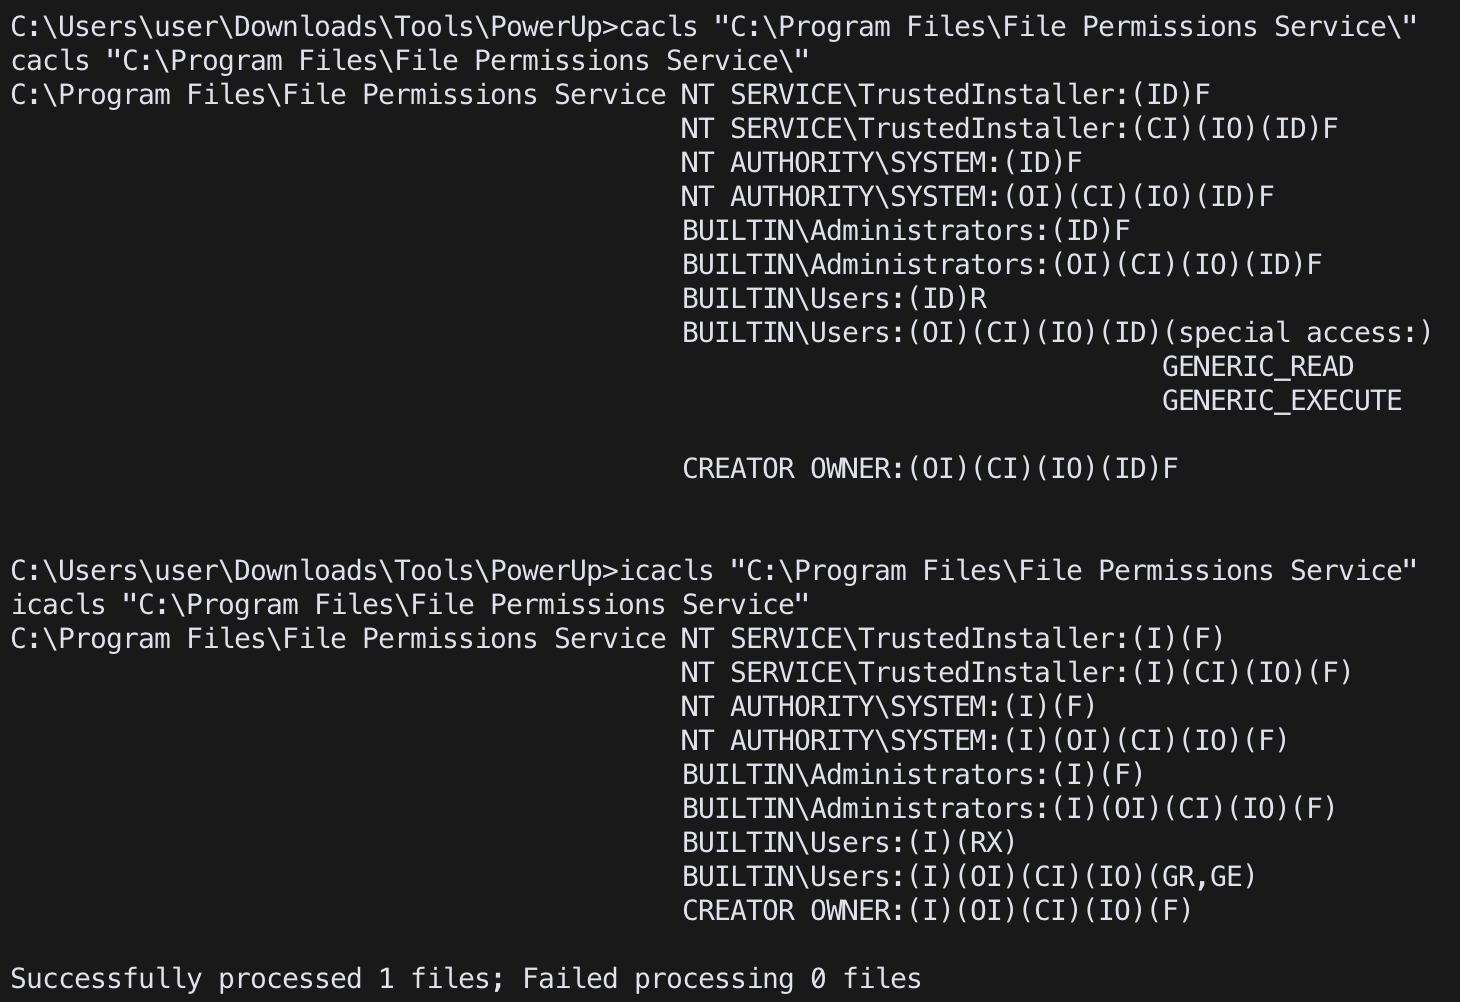 C:\Users\user\Downloads\Tools\PowerUp>cacls "C:\Program Files\File Permissions Service\"
cacls "C:\Program Files\File Permissions Service\"
C:\Program Files\File Permissions Service NT SERVICE\TrustedInstaller:(ID)F
NT SERVICE\TrustedInstaller:(CI)(IO)(ID)F
NT AUTHORITY\SYSTEM:(ID)F
NT AUTHORITY\SYSTEM:(OI)(CI)(IO)(ID)F
BUILTIN\Administrators:(ID)F
BUILTIN\Administrators:(OI)(CI)(IO)(ID)F
BUILTIN\Users:(ID)R
BUILTIN\Users:(OI)(CI)(IO)(ID)(special access:)
GENERIC_READ
GENERIC_EXECUTE
CREATOR OWNER:(OI)(CI)(IO)(ID)F
C:\Users\user\Downloads\Tools\PowerUp>icacls "C:\Program Files\File Permissions Service"
icacls "C:\Program Files\File Permissions Service"
C:\Program Files\File Permissions Service NT SERVICE\TrustedInstaller:(I)(F)
NT SERVICE\TrustedInstaller:(I)(CI)(IO)(F)
NT AUTHORITY\SYSTEM:(I)(F)
NT AUTHORITY\SYSTEM:(I)(OI)(CI)(IO)(F)
BUILTIN\Administrators:(I)(F)
BUILTIN\Administrators:(I)(OI)(CI)(IO)(F)
BUILTIN\Users:(I)(RX)
BUILTIN\Users:(I)(OI)(CI)(IO)(GR,GE)
CREATOR OWNER:(I)(OI)(CI)(IO)(F)
Successfully processed 1 files; Failed processing 0 files